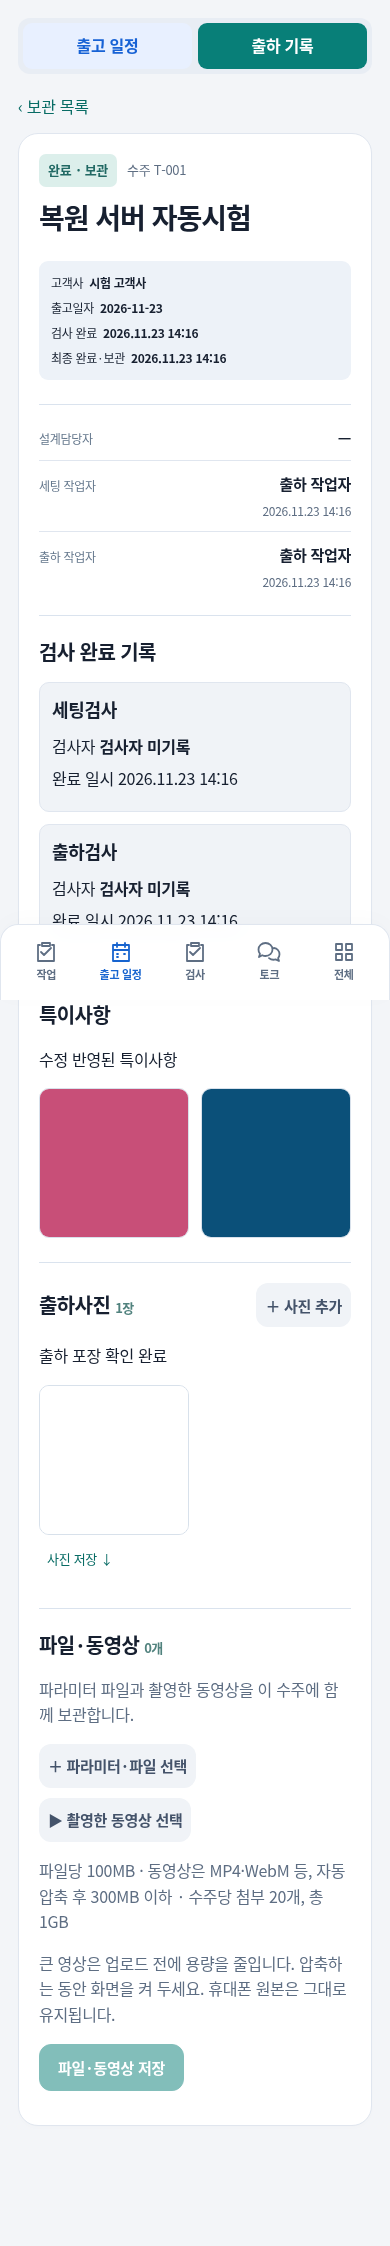 출고 일정
출하 기록
‹ 보관 목록
완료 · 보관
수주 T-001
복원 서버 자동시험
고객사 시험 고객사
출고일자 2026-11-23
검사 완료 2026.11.23 14:16
최종 완료·보관 2026.11.23 14:16
설계담당자 —
세팅 작업자 출하 작업자
2026.11.23 14:16
출하 작업자 출하 작업자
2026.11.23 14:16
검사 완료 기록
세팅검사
검사자 검사자 미기록
완료 일시 2026.11.23 14:16
출하검사
검사자 검사자 미기록
완료 일시 2026.11.23 14:16
작업
출고 일정
검사
토크
전체
특이사항
수정 반영된 특이사항
출하사진 1장
＋ 사진 추가
출하 포장 확인 완료
사진 저장 ↓
파일·동영상 0개
파라미터 파일과 촬영한 동영상을 이 수주에 함
께 보관합니다.
＋ 파라미터·파일 선택
▶ 촬영한 동영상 선택
파일당 100MB · 동영상은 MP4·WebM 등, 자동
압축 후 300MB 이하 · 수주당 첨부 20개, 총
1GB
큰 영상은 업로드 전에 용량을 줄입니다. 압축하
는 동안 화면을 켜 두세요. 휴대폰 원본은 그대로
유지됩니다.
파일·동영상 저장